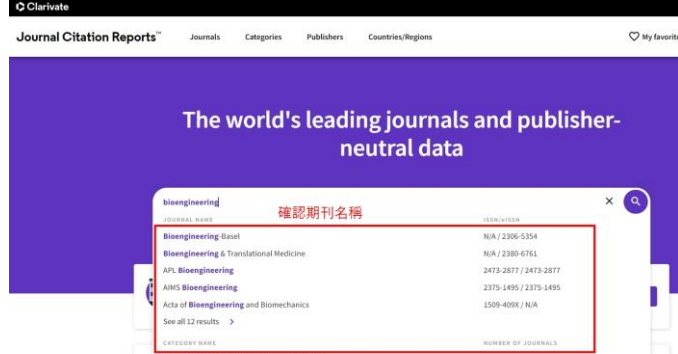 Clarivate
Journal Citation Reports™ Journals Categories Publishers Countries/Regions My favorite
The world's leading journals and publisher-
neutral data
bioengineering
確認期刊名稱
JOURNAL NAME ISSN/eISSN
Bioengineering-Basel N/A / 2306-5354
Bioengineering & Translational Medicine N/A / 2380-6761
APL Bioengineering 2473-2877 / 2473-2877
AIMS Bioengineering 2375-1495 / 2375-1495
Acta of Bioengineering and Biomechanics 1509-409X / N/A
See all 12 results
CATEGORY NAME NUMBER OF JOURNALS